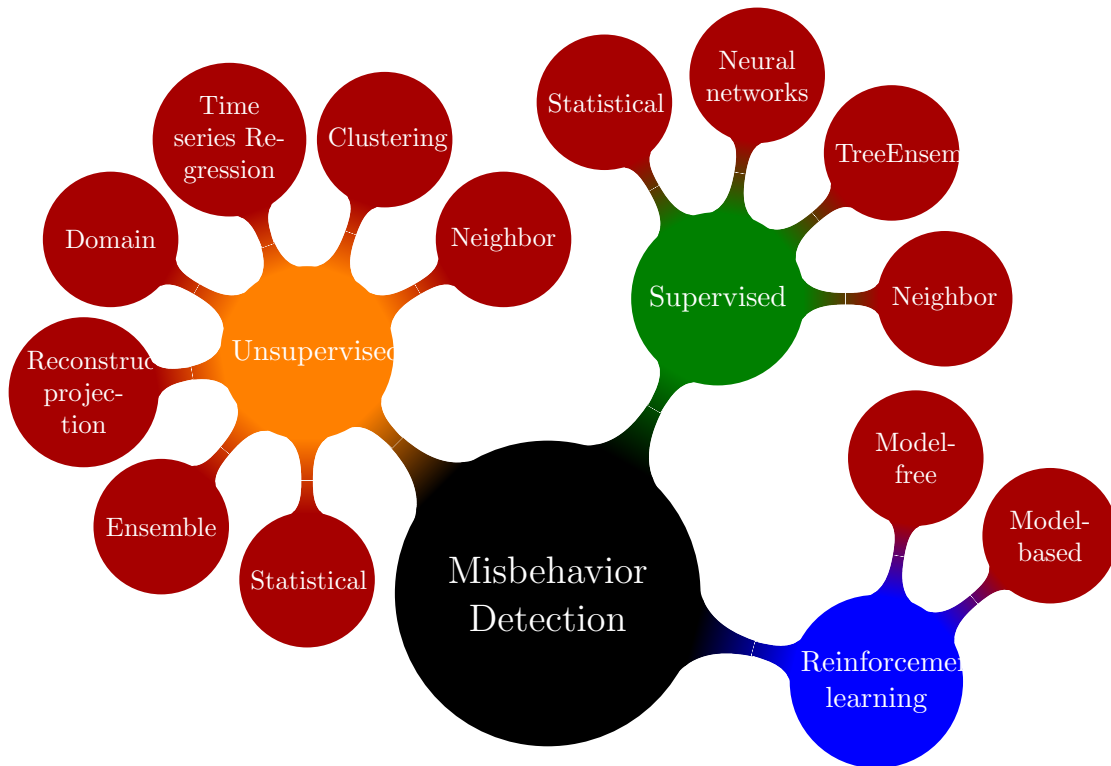 Neural
networks
Statistical
Time
series Re-
gression
Clustering
TreeEnsem
Domain
Neighbor
Supervised
Neighbor
Unsupervised
Reconstruc
projec-
tion
Model-
free
Ensemble
Statistical
Model-
based
Misbehavior
Detection
Reinforcemen
learning